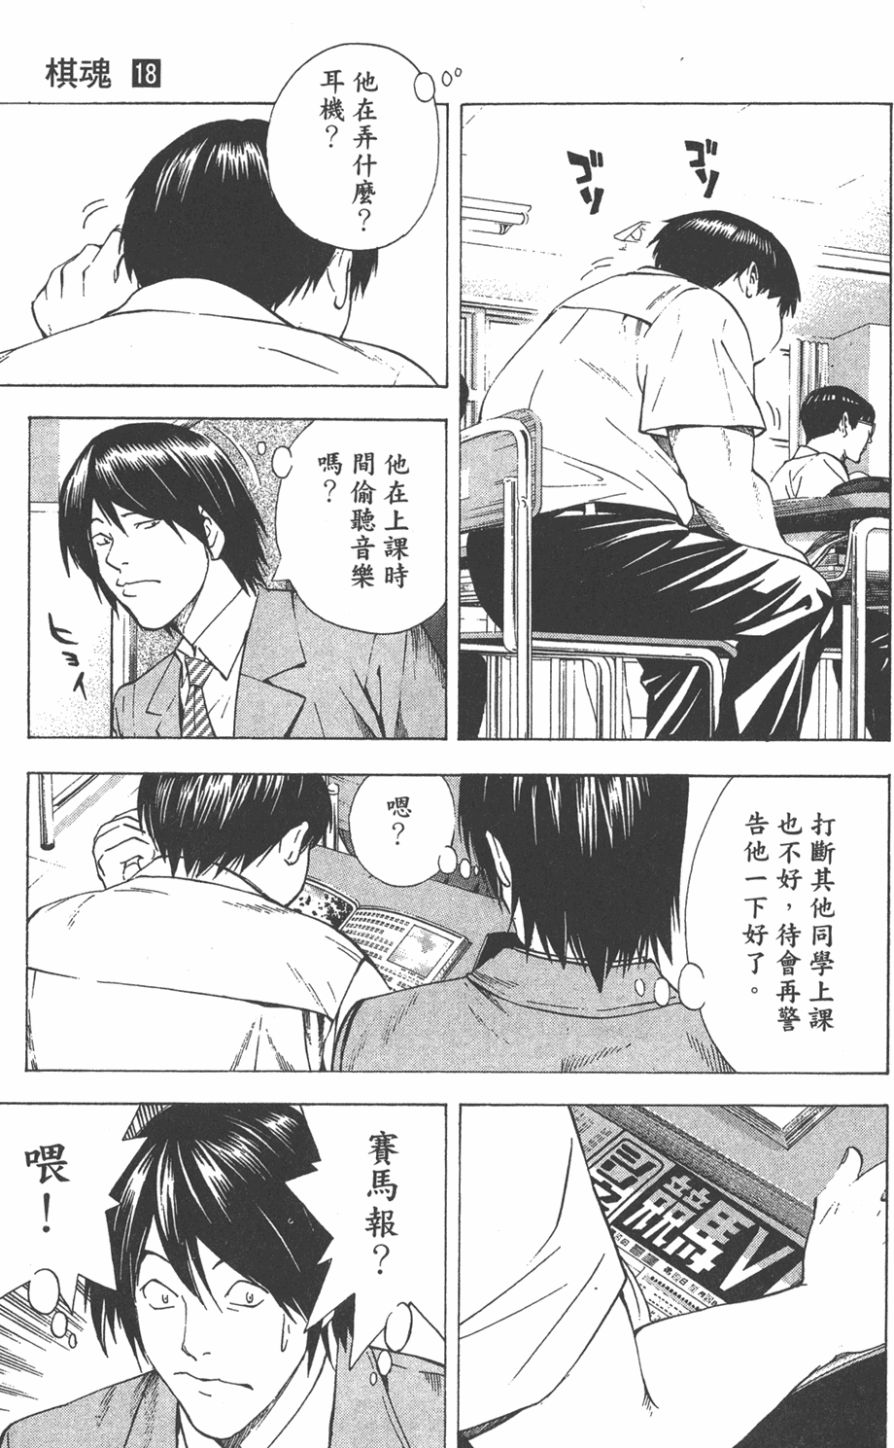 棋魂 18
ゴソ
ゴソ
他在弄什麼？
耳機？
他在上課時
間偷聽音樂
嗎？
ヒョイ
打斷其他同學上課
也不好，待會再警
告他一下好了。
嗯？
競馬
賽馬報？
喂！